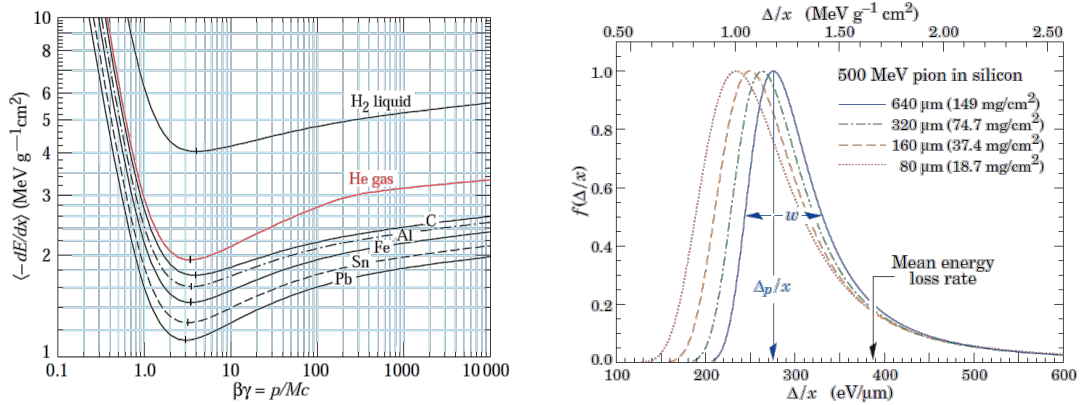 ⟨–dE/dx⟩ (MeV g⁻¹cm²)
10
8
6
5
4
3
2
1
H₂ liquid
He gas
C
Al
Fe
Sn
Pb
0.1 1.0 10 100 1000 10 000
βγ = p/Mc
Δ/x (MeV g⁻¹ cm²)
0.50 1.00 1.50 2.00 2.50
f(Δ/x)
1.0
0.8
0.6
0.4
0.2
0.0
500 MeV pion in silicon
640 µm (149 mg/cm²)
320 µm (74.7 mg/cm²)
160 µm (37.4 mg/cm²)
80 µm (18.7 mg/cm²)
w
Δp/x
Mean energy
loss rate
100 200 300 400 500 600
Δ/x (eV/µm)